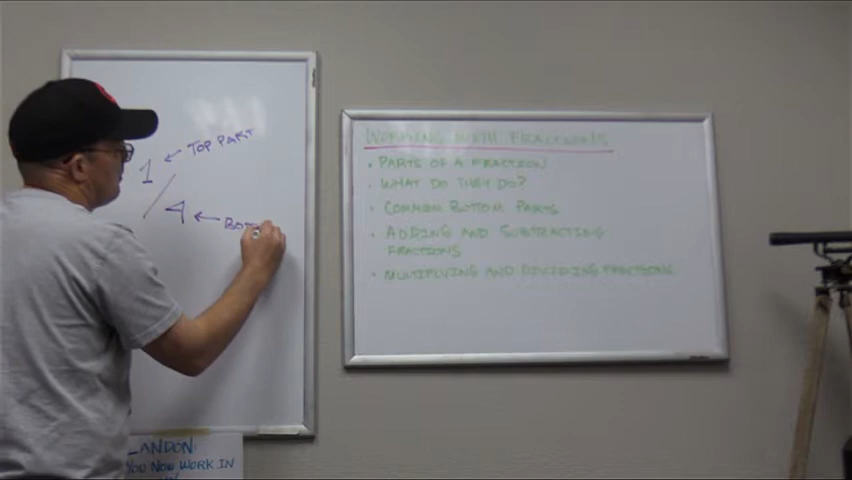 1 ← TOP PART
/
4 ← BOT
WORKING WITH FRACTIONS
• PARTS OF A FRACTION
• WHAT DO THEY DO?
• COMMON BOTTOM PARTS
• ADDING AND SUBTRACTING
FRACTIONS
• MULTIPLYING AND DIVIDING FRACTIONS
LANDON:
YOU NOW WORK IN